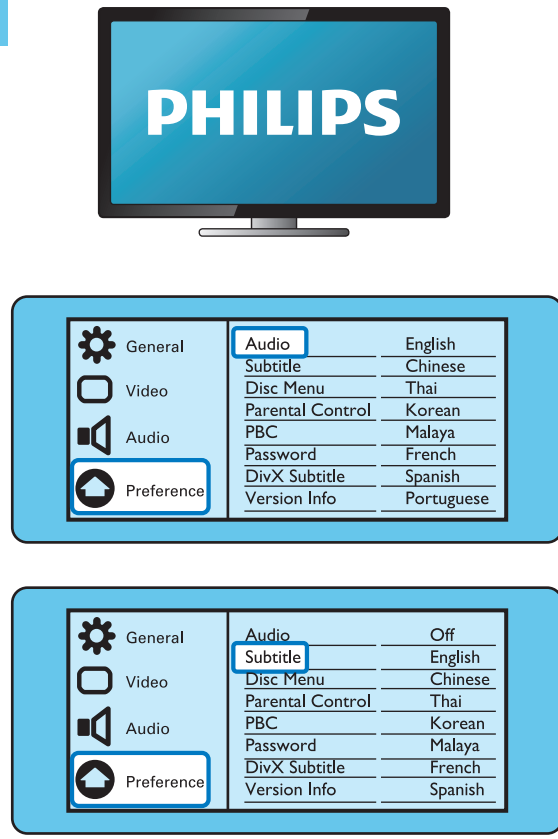 PHILIPS
General
Video
Audio
Preference
Audio English
Subtitle Chinese
Disc Menu Thai
Parental Control Korean
PBC Malaya
Password French
DivX Subtitle Spanish
Version Info Portuguese
General
Video
Audio
Preference
Audio Off
Subtitle English
Disc Menu Chinese
Parental Control Thai
PBC Korean
Password Malaya
DivX Subtitle French
Version Info Spanish